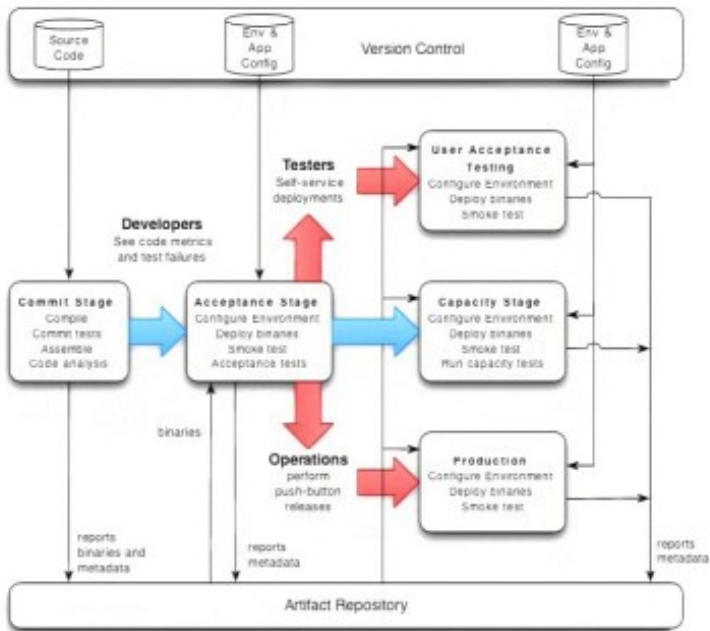 Source
Code
Env &
App
Config
Version Control
Env &
App
Config
Testers
Self-service
deployments
User Acceptance
Testing
Configure Environment
Deploy binaries
Smoke test
Developers
See code metrics
and test failures
Commit Stage
Compile
Commit tests
Assemble
Code analysis
Acceptance Stage
Configure Environment
Deploy binaries
Smoke test
Acceptance tests
Capacity Stage
Configure Environment
Deploy binaries
Smoke test
Run capacity tests
binaries
Operations
perform
push-button
releases
Production
Configure Environment
Deploy binaries
Smoke test
reports
binaries and
metadata
reports
metadata
reports
metadata
Artifact Repository